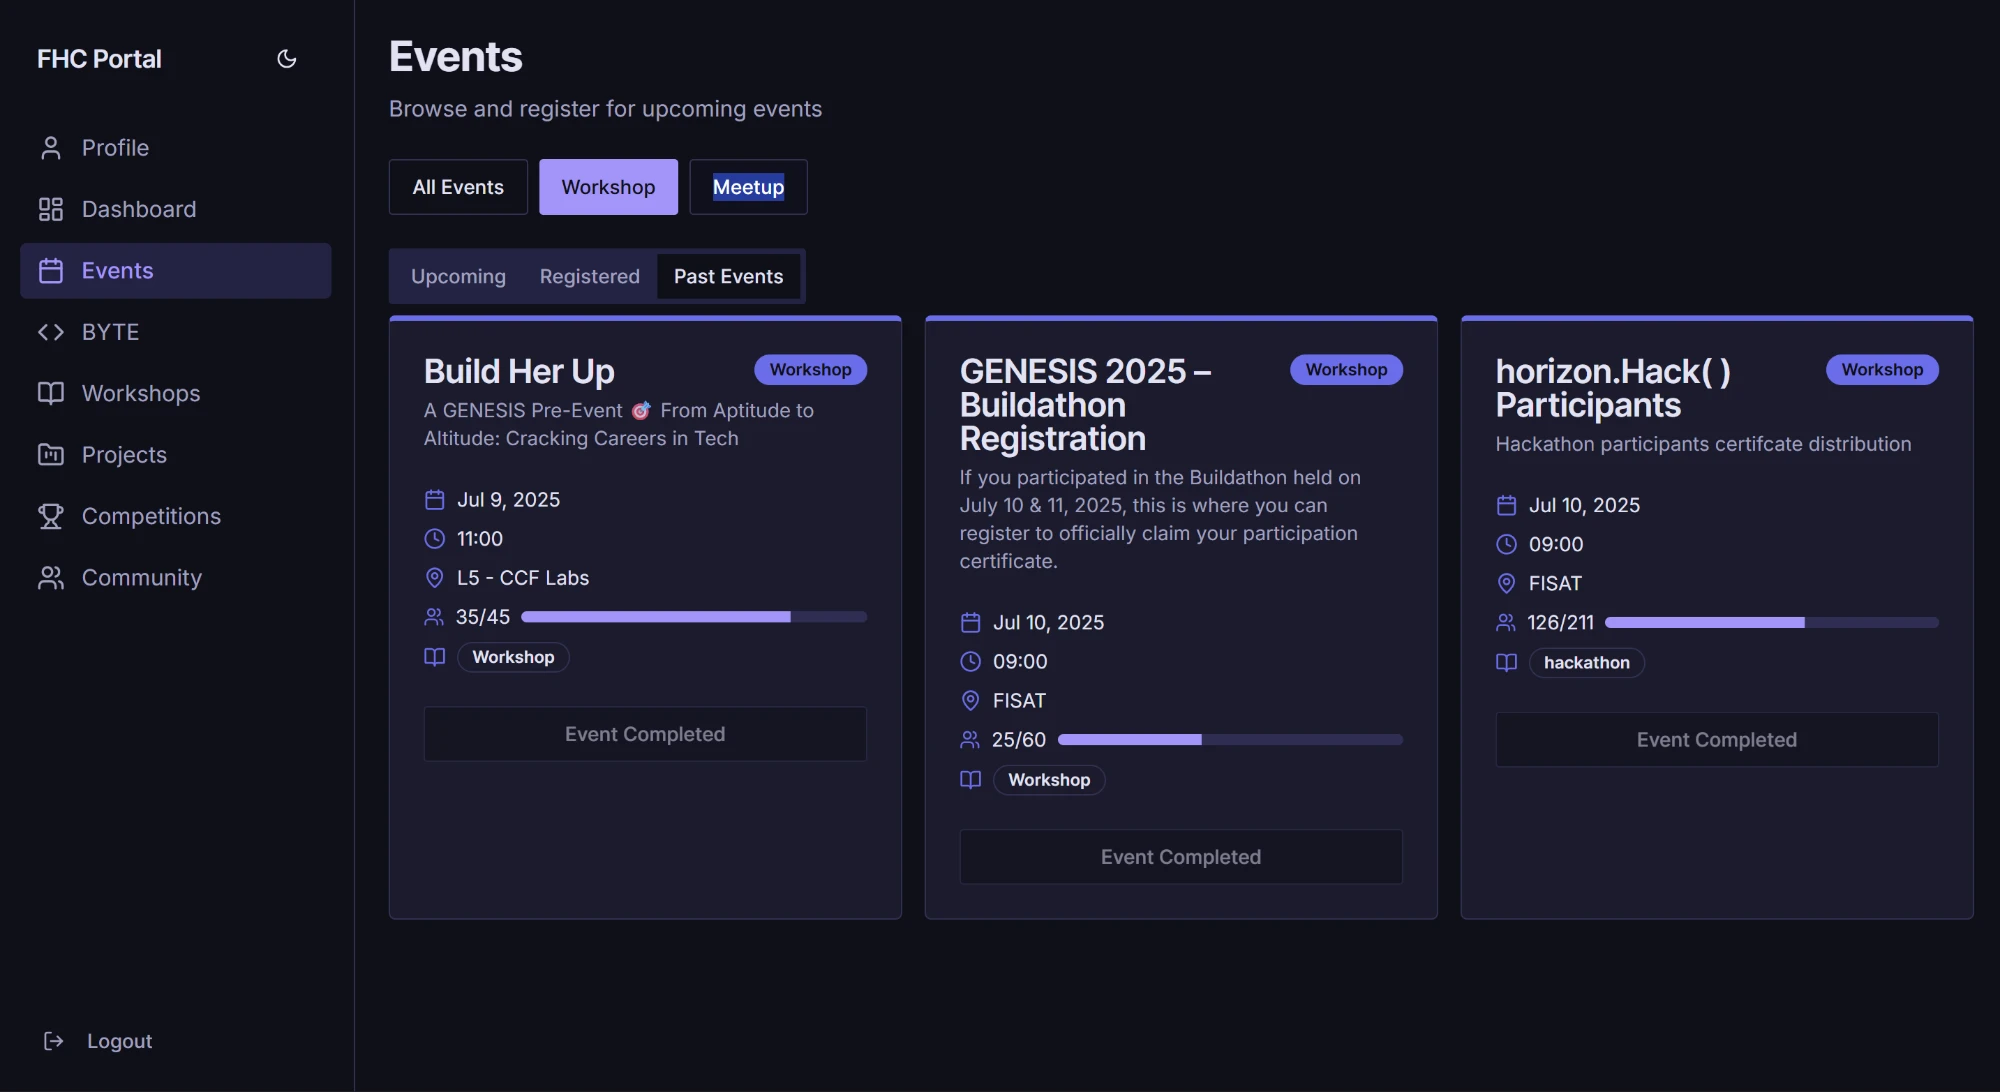 FHC Portal
Profile
Dashboard
Events
BYTE
Workshops
Projects
Competitions
Community
Logout
Events
Browse and register for upcoming events
All Events
Workshop
Meetup
Upcoming
Registered
Past Events
Build Her Up
Workshop
A GENESIS Pre-Event 🎯 From Aptitude to
Altitude: Cracking Careers in Tech
Jul 9, 2025
11:00
L5 - CCF Labs
35/45
Workshop
Event Completed
GENESIS 2025 –
Buildathon
Registration
Workshop
If you participated in the Buildathon held on
July 10 & 11, 2025, this is where you can
register to officially claim your participation
certificate.
Jul 10, 2025
09:00
FISAT
25/60
Workshop
Event Completed
horizon.Hack( )
Participants
Workshop
Hackathon participants certifcate distribution
Jul 10, 2025
09:00
FISAT
126/211
hackathon
Event Completed